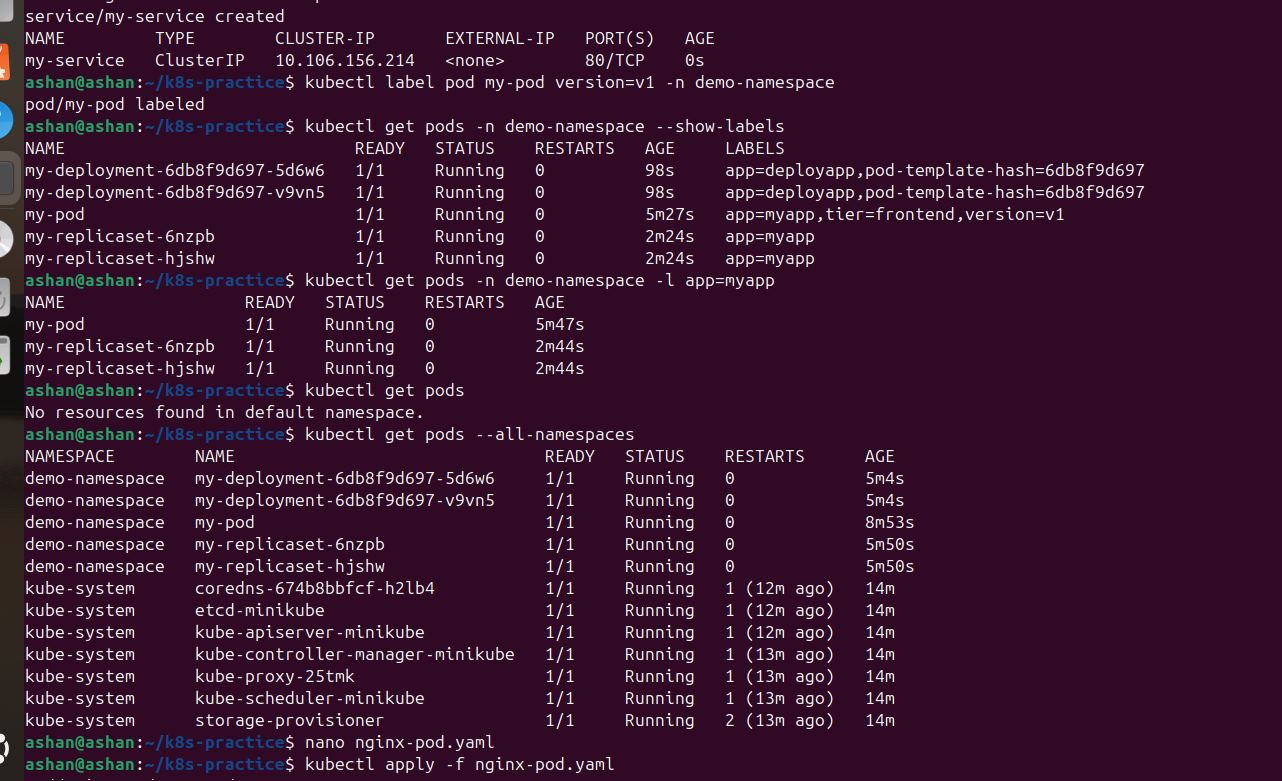 service/my-service created
NAME         TYPE        CLUSTER-IP       EXTERNAL-IP   PORT(S)   AGE
my-service   ClusterIP   10.106.156.214   <none>        80/TCP    0s
ashan@ashan:~/k8s-practice$ kubectl label pod my-pod version=v1 -n demo-namespace
pod/my-pod labeled
ashan@ashan:~/k8s-practice$ kubectl get pods -n demo-namespace --show-labels
NAME                             READY   STATUS    RESTARTS   AGE     LABELS
my-deployment-6db8f9d697-5d6w6   1/1     Running   0          98s     app=deployapp,pod-template-hash=6db8f9d697
my-deployment-6db8f9d697-v9vn5   1/1     Running   0          98s     app=deployapp,pod-template-hash=6db8f9d697
my-pod                           1/1     Running   0          5m27s   app=myapp,tier=frontend,version=v1
my-replicaset-6nzpb              1/1     Running   0          2m24s   app=myapp
my-replicaset-hjshw              1/1     Running   0          2m24s   app=myapp
ashan@ashan:~/k8s-practice$ kubectl get pods -n demo-namespace -l app=myapp
NAME                  READY   STATUS    RESTARTS   AGE
my-pod                1/1     Running   0          5m47s
my-replicaset-6nzpb   1/1     Running   0          2m44s
my-replicaset-hjshw   1/1     Running   0          2m44s
ashan@ashan:~/k8s-practice$ kubectl get pods
No resources found in default namespace.
ashan@ashan:~/k8s-practice$ kubectl get pods --all-namespaces
NAMESPACE        NAME                               READY   STATUS    RESTARTS      AGE
demo-namespace   my-deployment-6db8f9d697-5d6w6     1/1     Running   0             5m4s
demo-namespace   my-deployment-6db8f9d697-v9vn5     1/1     Running   0             5m4s
demo-namespace   my-pod                             1/1     Running   0             8m53s
demo-namespace   my-replicaset-6nzpb                1/1     Running   0             5m50s
demo-namespace   my-replicaset-hjshw                1/1     Running   0             5m50s
kube-system      coredns-674b8bbfcf-h2lb4           1/1     Running   1 (12m ago)   14m
kube-system      etcd-minikube                      1/1     Running   1 (12m ago)   14m
kube-system      kube-apiserver-minikube            1/1     Running   1 (12m ago)   14m
kube-system      kube-controller-manager-minikube   1/1     Running   1 (13m ago)   14m
kube-system      kube-proxy-25tmk                   1/1     Running   1 (13m ago)   14m
kube-system      kube-scheduler-minikube            1/1     Running   1 (13m ago)   14m
kube-system      storage-provisioner                1/1     Running   2 (13m ago)   14m
ashan@ashan:~/k8s-practice$ nano nginx-pod.yaml
ashan@ashan:~/k8s-practice$ kubectl apply -f nginx-pod.yaml